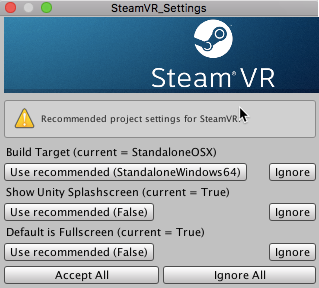 SteamVR_Settings
Steam®VR
Recommended project settings for SteamVR:
Build Target (current = StandaloneOSX)
Use recommended (StandaloneWindows64) Ignore
Show Unity Splashscreen (current = True)
Use recommended (False) Ignore
Default is Fullscreen (current = True)
Use recommended (False) Ignore
Accept All Ignore All